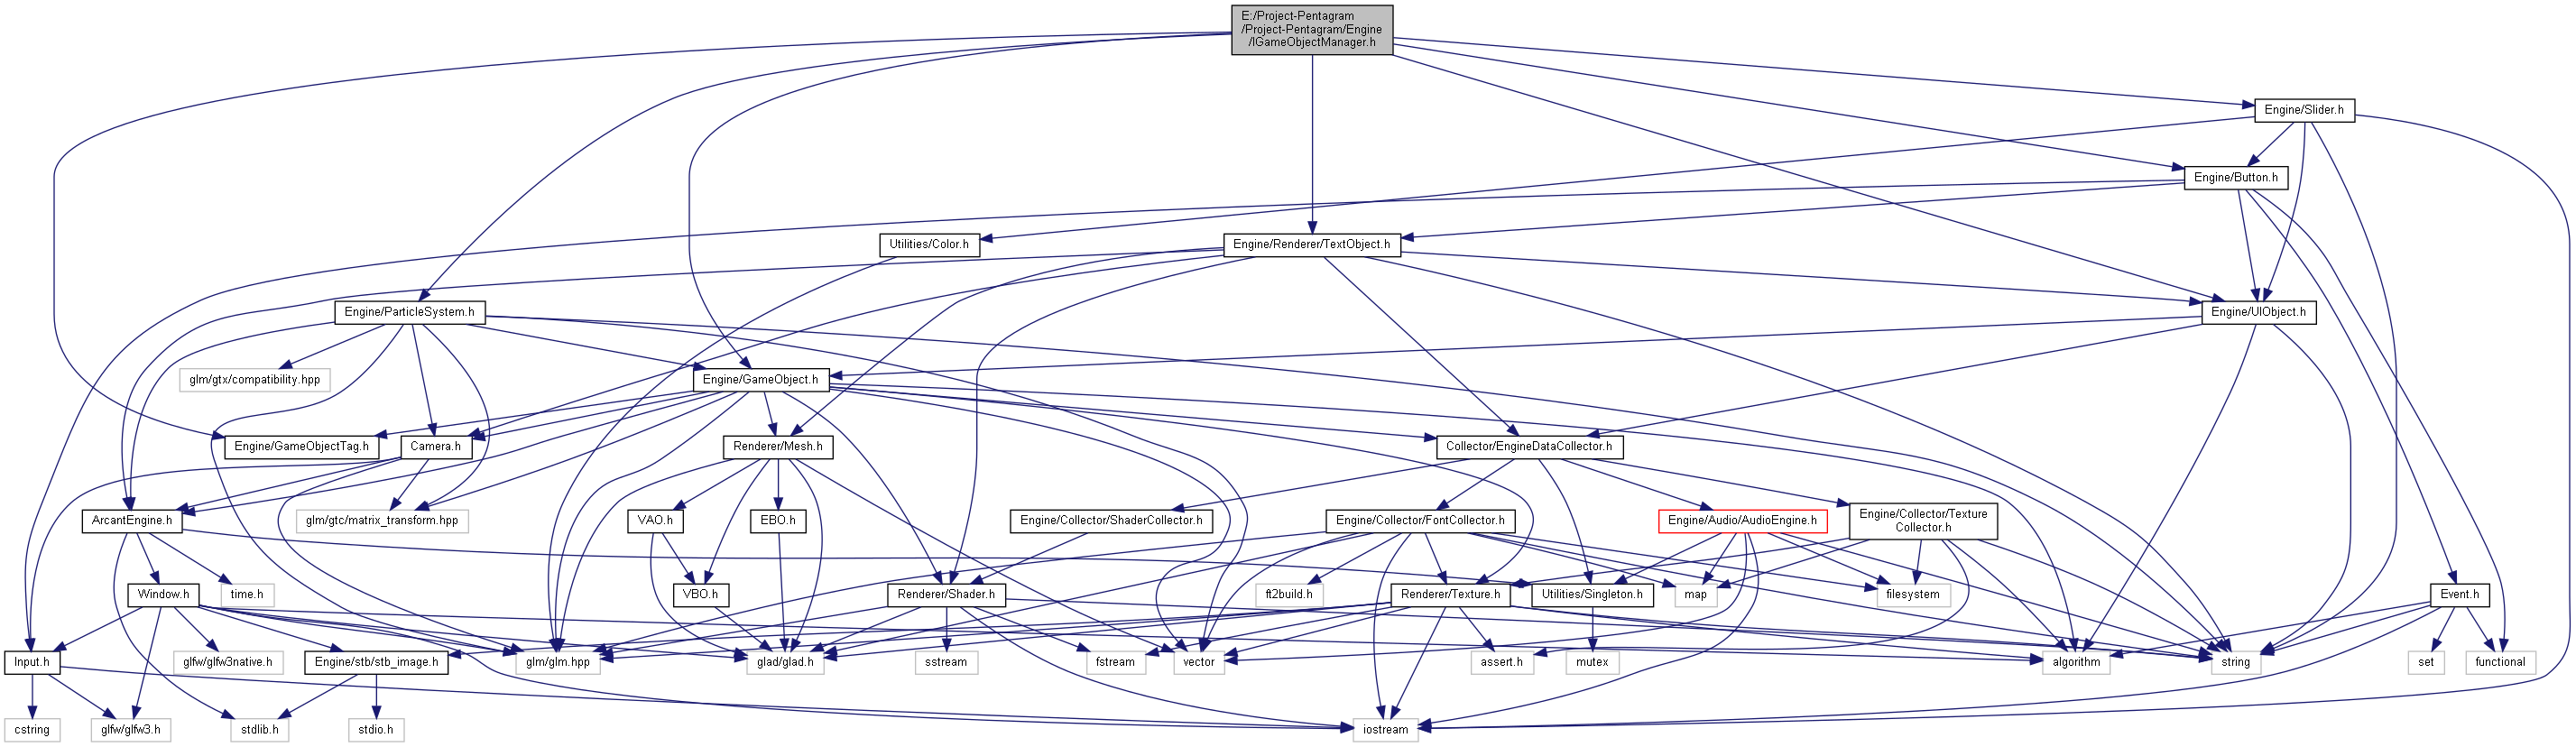 E:/Project-Pentagram
/Project-Pentagram/Engine
/IGameObjectManager.h
Engine/Slider.h
Engine/Button.h
Utilities/Color.h
Engine/Renderer/TextObject.h
Engine/ParticleSystem.h
Engine/UIObject.h
glm/gtx/compatibility.hpp
Engine/GameObject.h
Engine/GameObjectTag.h
Camera.h
Renderer/Mesh.h
Collector/EngineDataCollector.h
ArcantEngine.h
glm/gtc/matrix_transform.hpp
VAO.h
EBO.h
Engine/Collector/ShaderCollector.h
Engine/Collector/FontCollector.h
Engine/Audio/AudioEngine.h
Engine/Collector/Texture
Collector.h
Window.h
time.h
VBO.h
Renderer/Shader.h
ft2build.h
Renderer/Texture.h
Utilities/Singleton.h
map
filesystem
Event.h
Input.h
glfw/glfw3native.h
Engine/stb/stb_image.h
glm/glm.hpp
glad/glad.h
sstream
fstream
vector
assert.h
mutex
algorithm
string
set
functional
cstring
glfw/glfw3.h
stdlib.h
stdio.h
iostream